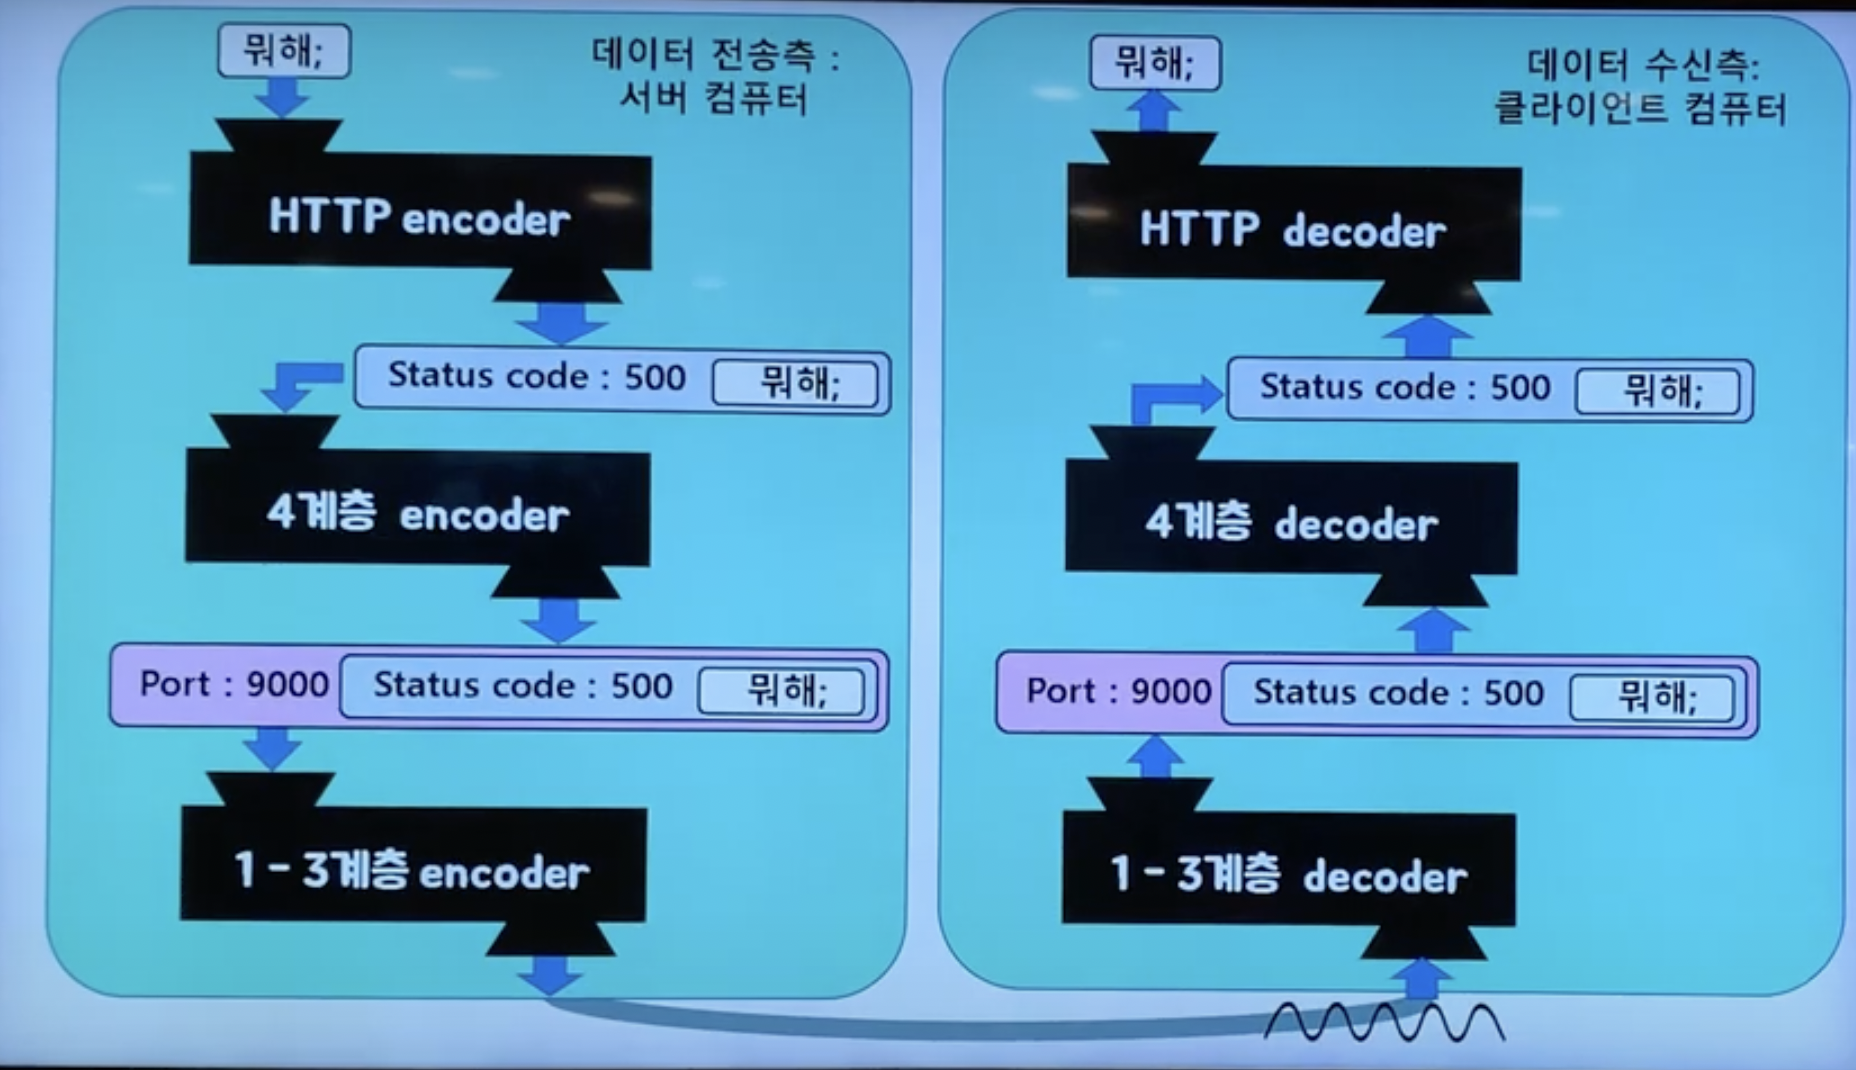 뭐해;
데이터 전송측 :
서버 컴퓨터
HTTP encoder
Status code : 500 뭐해;
4계층 encoder
Port : 9000 Status code : 500 뭐해;
1 - 3계층 encoder
뭐해;
데이터 수신측:
클라이언트 컴퓨터
HTTP decoder
Status code : 500 뭐해;
4계층 decoder
Port : 9000 Status code : 500 뭐해;
1 - 3계층 decoder